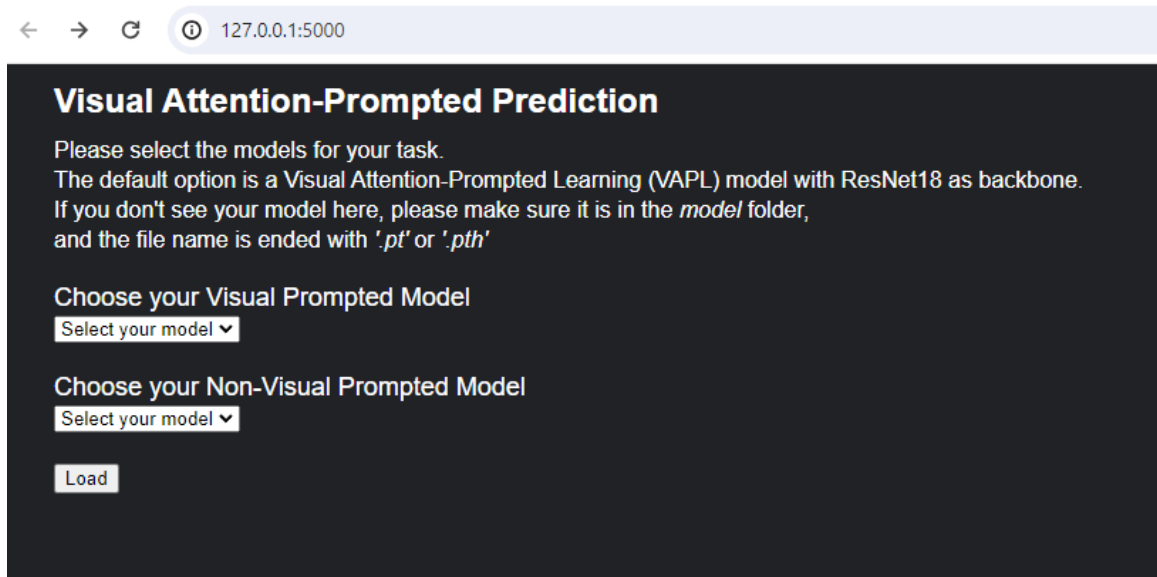 127.0.0.1:5000
Visual Attention-Prompted Prediction
Please select the models for your task.
The default option is a Visual Attention-Prompted Learning (VAPL) model with ResNet18 as backbone.
If you don't see your model here, please make sure it is in the model folder,
and the file name is ended with '.pt' or '.pth'
Choose your Visual Prompted Model
Select your model
Choose your Non-Visual Prompted Model
Select your model
Load